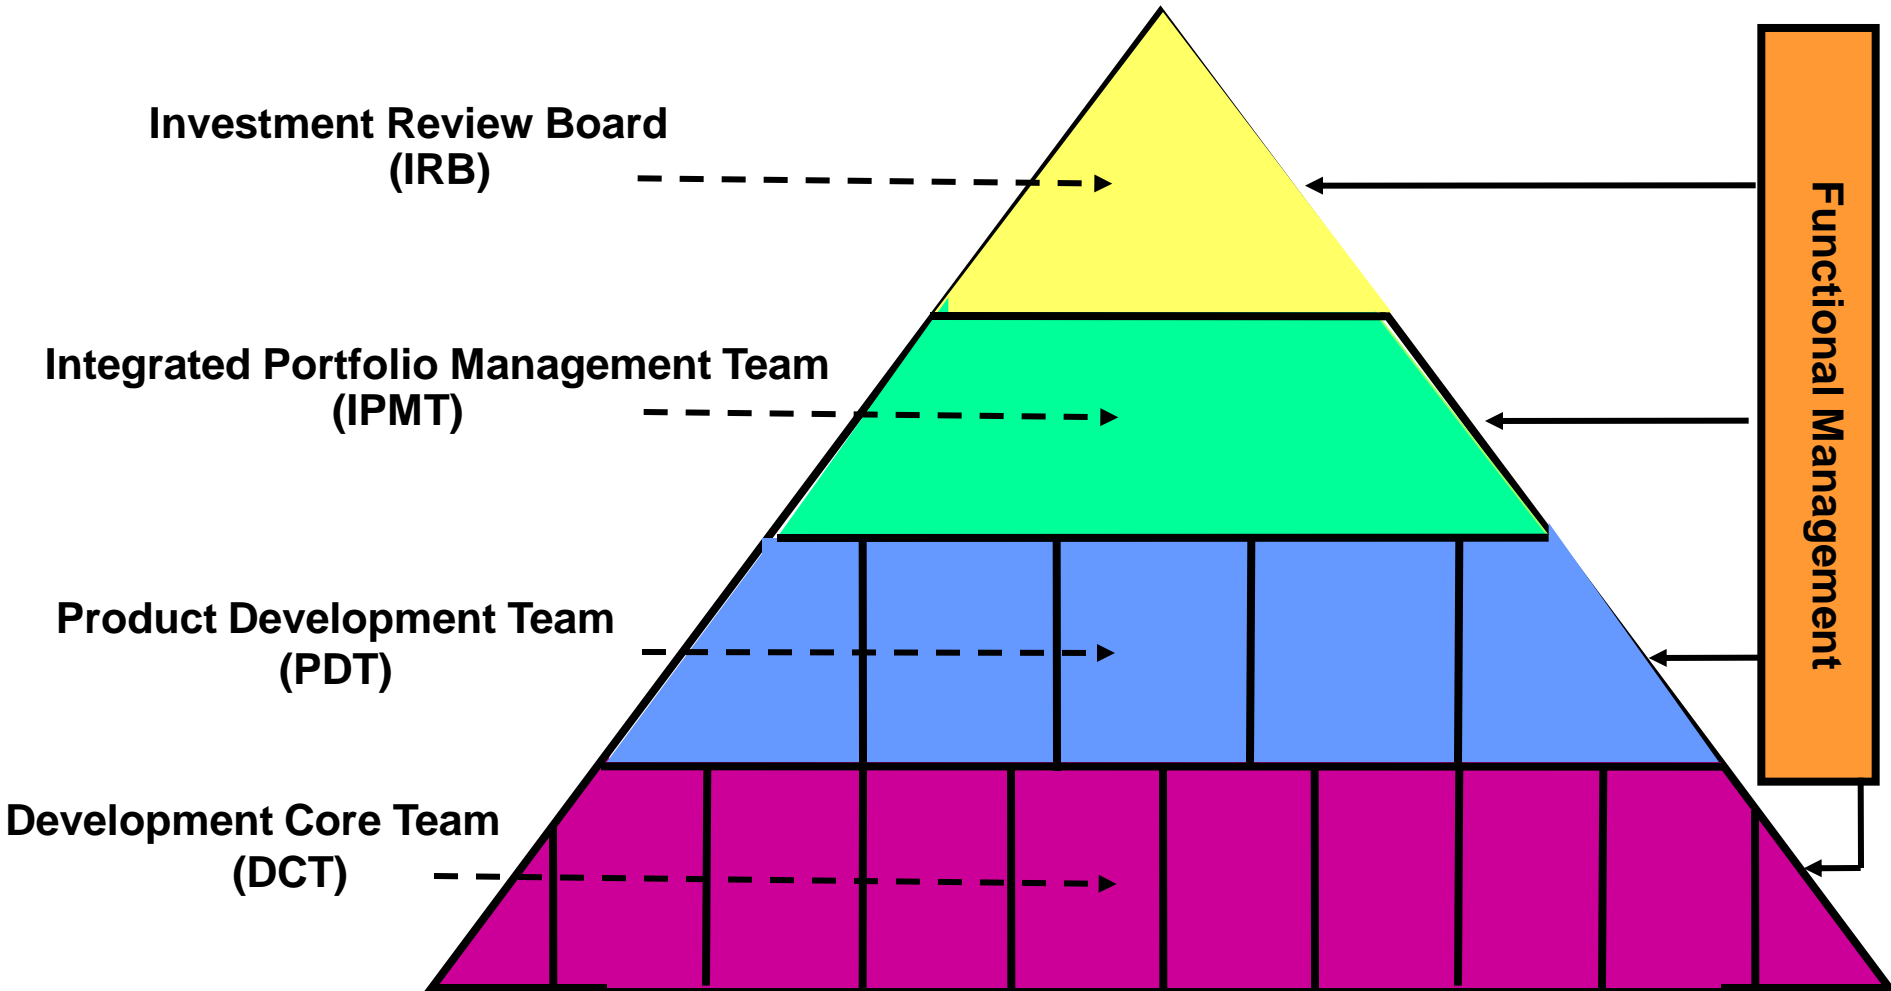 Investment Review Board
(IRB)
Integrated Portfolio Management Team
(IPMT)
Product Development Team
(PDT)
Development Core Team
(DCT)
Functional Management